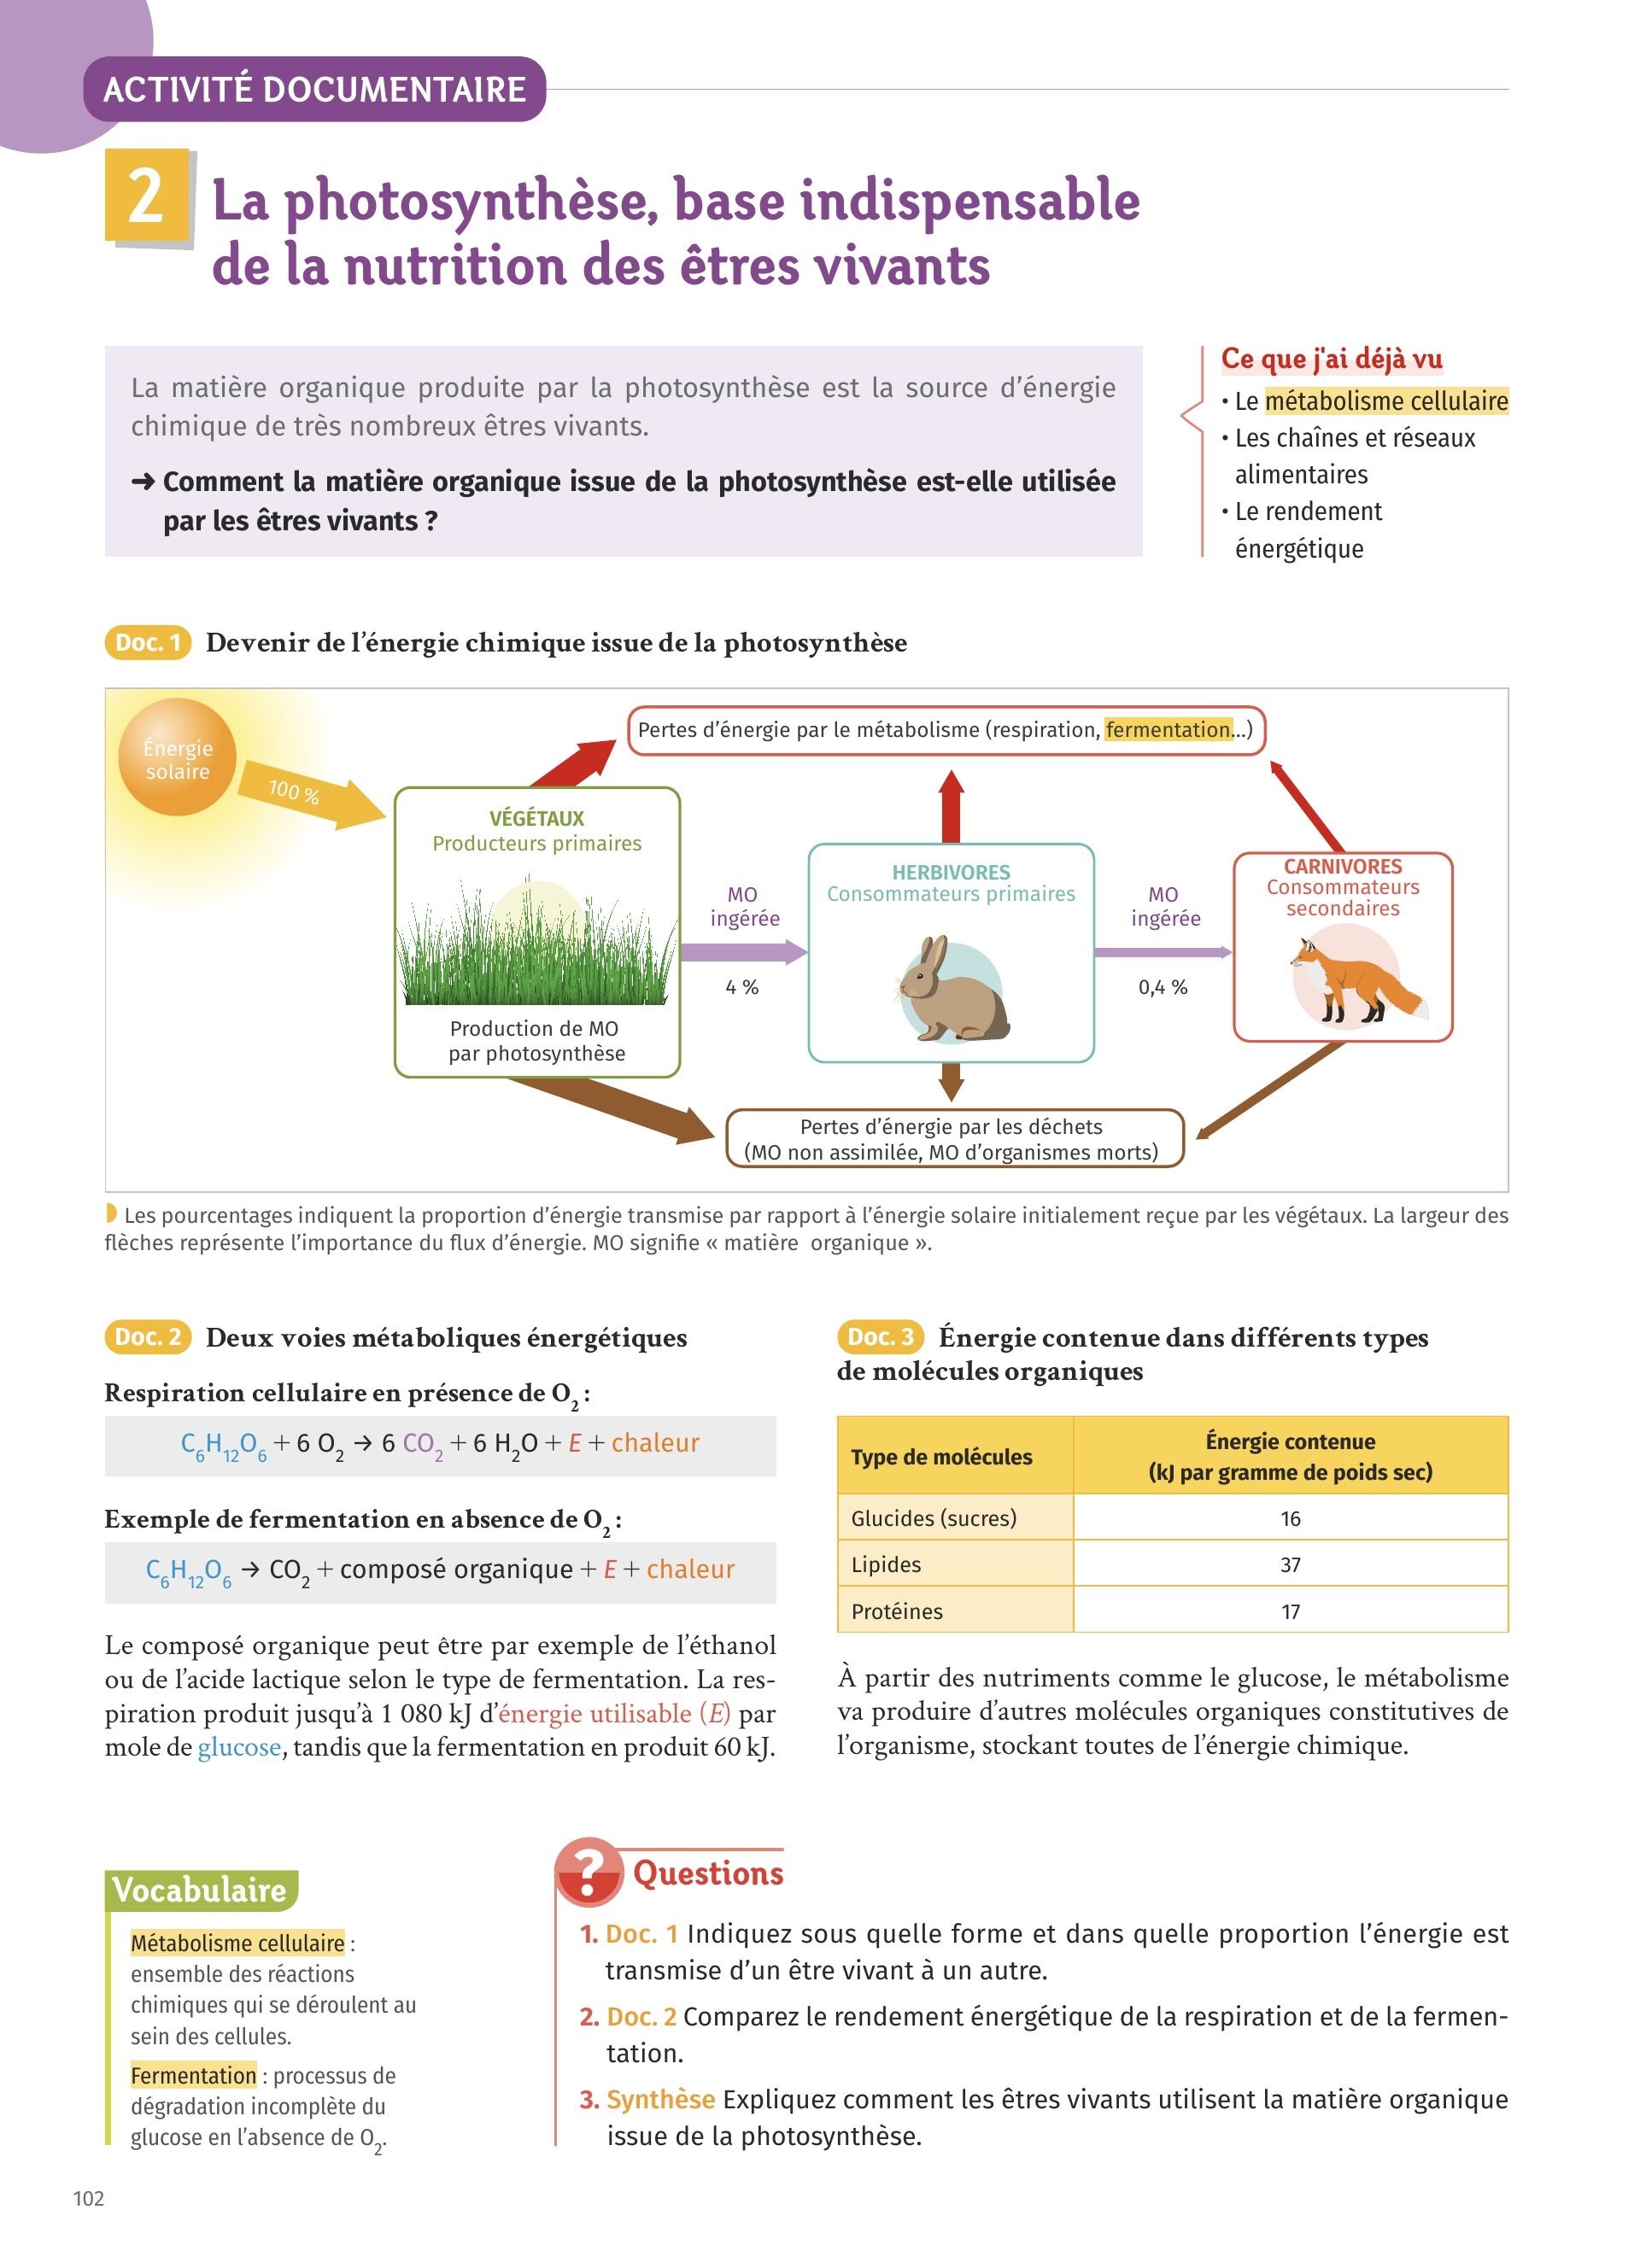 ACTIVITÉ DOCUMENTAIRE
2
La photosynthèse, base indispensable
de la nutrition des êtres vivants
La matière organique produite par la photosynthèse est la source d’énergie
chimique de très nombreux êtres vivants.
➜ Comment la matière organique issue de la photosynthèse est-elle utilisée
par les êtres vivants ?
Ce que j'ai déjà vu
• Le métabolisme cellulaire
• Les chaînes et réseaux
alimentaires
• Le rendement
énergétique
Doc. 1 Devenir de l’énergie chimique issue de la photosynthèse
Énergie
solaire
100 %
Pertes d’énergie par le métabolisme (respiration, fermentation...)
VÉGÉTAUX
Producteurs primaires
Production de MO
par photosynthèse
MO
ingérée
4 %
HERBIVORES
Consommateurs primaires
MO
ingérée
0,4 %
CARNIVORES
Consommateurs
secondaires
Pertes d’énergie par les déchets
(MO non assimilée, MO d’organismes morts)
Les pourcentages indiquent la proportion d’énergie transmise par rapport à l’énergie solaire initialement reçue par les végétaux. La largeur des
flèches représente l’importance du flux d’énergie. MO signifie « matière organique ».
Doc. 2 Deux voies métaboliques énergétiques
Respiration cellulaire en présence de O₂ :
C₆H₁₂O₆ + 6 O₂ → 6 CO₂ + 6 H₂O + E + chaleur
Exemple de fermentation en absence de O₂ :
C₆H₁₂O₆ → CO₂ + composé organique + E + chaleur
Le composé organique peut être par exemple de l’éthanol
ou de l’acide lactique selon le type de fermentation. La res-
piration produit jusqu’à 1 080 kJ d’énergie utilisable (E) par
mole de glucose, tandis que la fermentation en produit 60 kJ.
Doc. 3 Énergie contenue dans différents types
de molécules organiques
Type de molécules
Énergie contenue
(kJ par gramme de poids sec)
Glucides (sucres) 16
Lipides 37
Protéines 17
À partir des nutriments comme le glucose, le métabolisme
va produire d’autres molécules organiques constitutives de
l’organisme, stockant toutes de l’énergie chimique.
Vocabulaire
Métabolisme cellulaire :
ensemble des réactions
chimiques qui se déroulent au
sein des cellules.
Fermentation : processus de
dégradation incomplète du
glucose en l’absence de O₂.
? Questions
1. Doc. 1 Indiquez sous quelle forme et dans quelle proportion l’énergie est
transmise d’un être vivant à un autre.
2. Doc. 2 Comparez le rendement énergétique de la respiration et de la fermen-
tation.
3. Synthèse Expliquez comment les êtres vivants utilisent la matière organique
issue de la photosynthèse.
102